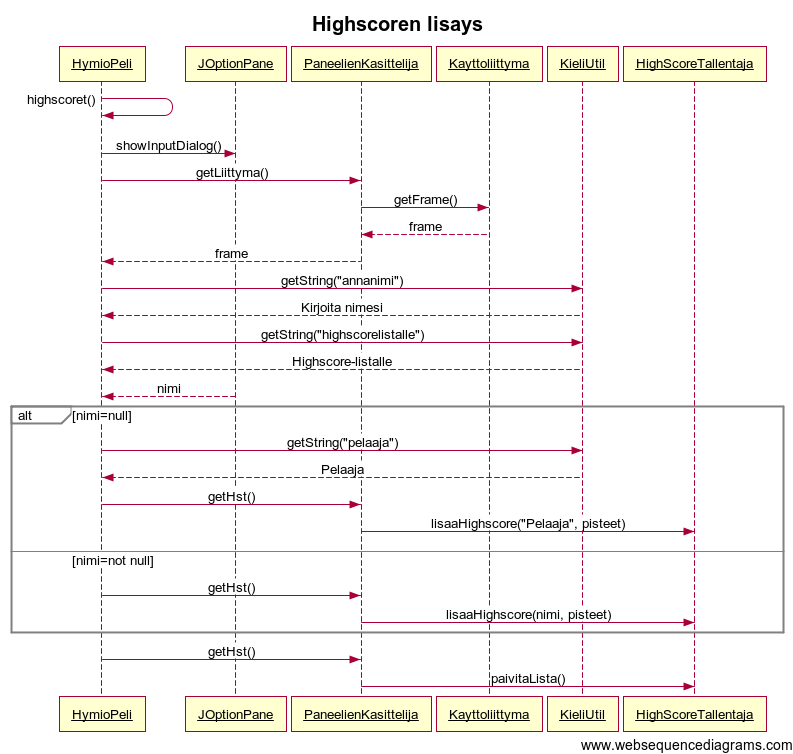 Highscoren lisays
HymioPeli
JOptionPane
PaneelienKasittelija
Kayttoliittyma
KieliUtil
HighScoreTallentaja
highscoret()
showInputDialog()
getLiittyma()
getFrame()
frame
frame
getString("annanimi")
Kirjoita nimesi
getString("highscorelistalle")
Highscore-listalle
nimi
alt
[nimi=null]
getString("pelaaja")
Pelaaja
getHst()
lisaaHighscore("Pelaaja", pisteet)
[nimi=not null]
getHst()
lisaaHighscore(nimi, pisteet)
getHst()
paivitaLista()
HymioPeli
JOptionPane
PaneelienKasittelija
Kayttoliittyma
KieliUtil
HighScoreTallentaja
www.websequencediagrams.com